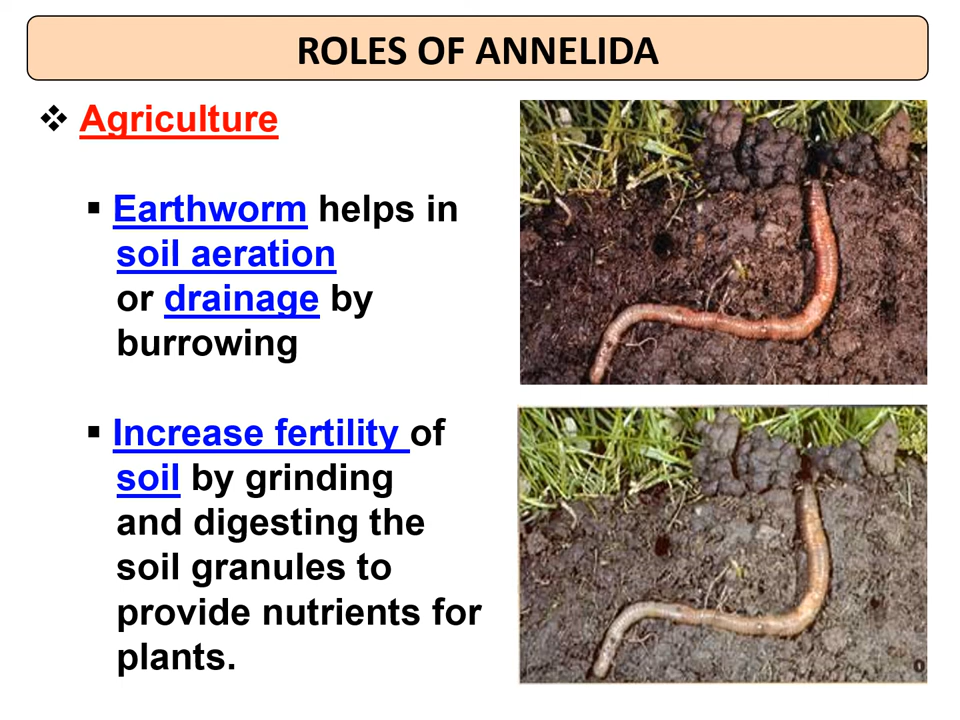 ROLES OF ANNELIDA
❖ Agriculture
▪ Earthworm helps in
soil aeration
or drainage by
burrowing
▪ Increase fertility of
soil by grinding
and digesting the
soil granules to
provide nutrients for
plants.